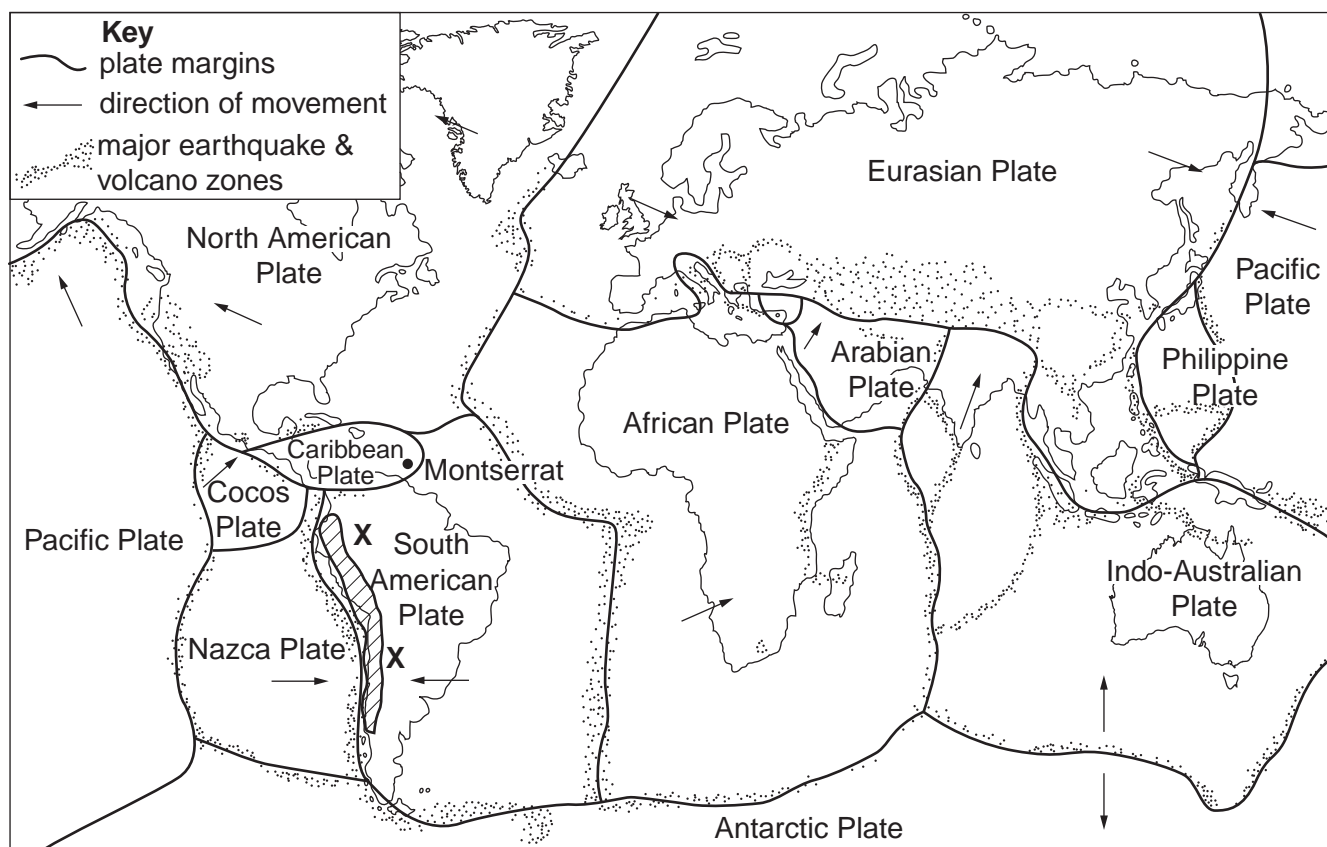 Key
plate margins
direction of movement
major earthquake &
volcano zones
Eurasian Plate
North American
Plate
Pacific
Plate
Arabian
Plate
Philippine
Plate
African Plate
Caribbean
Plate
Montserrat
Cocos
Plate
Pacific Plate
X
South
American
Plate
Indo-Australian
Plate
Nazca Plate
X
Antarctic Plate